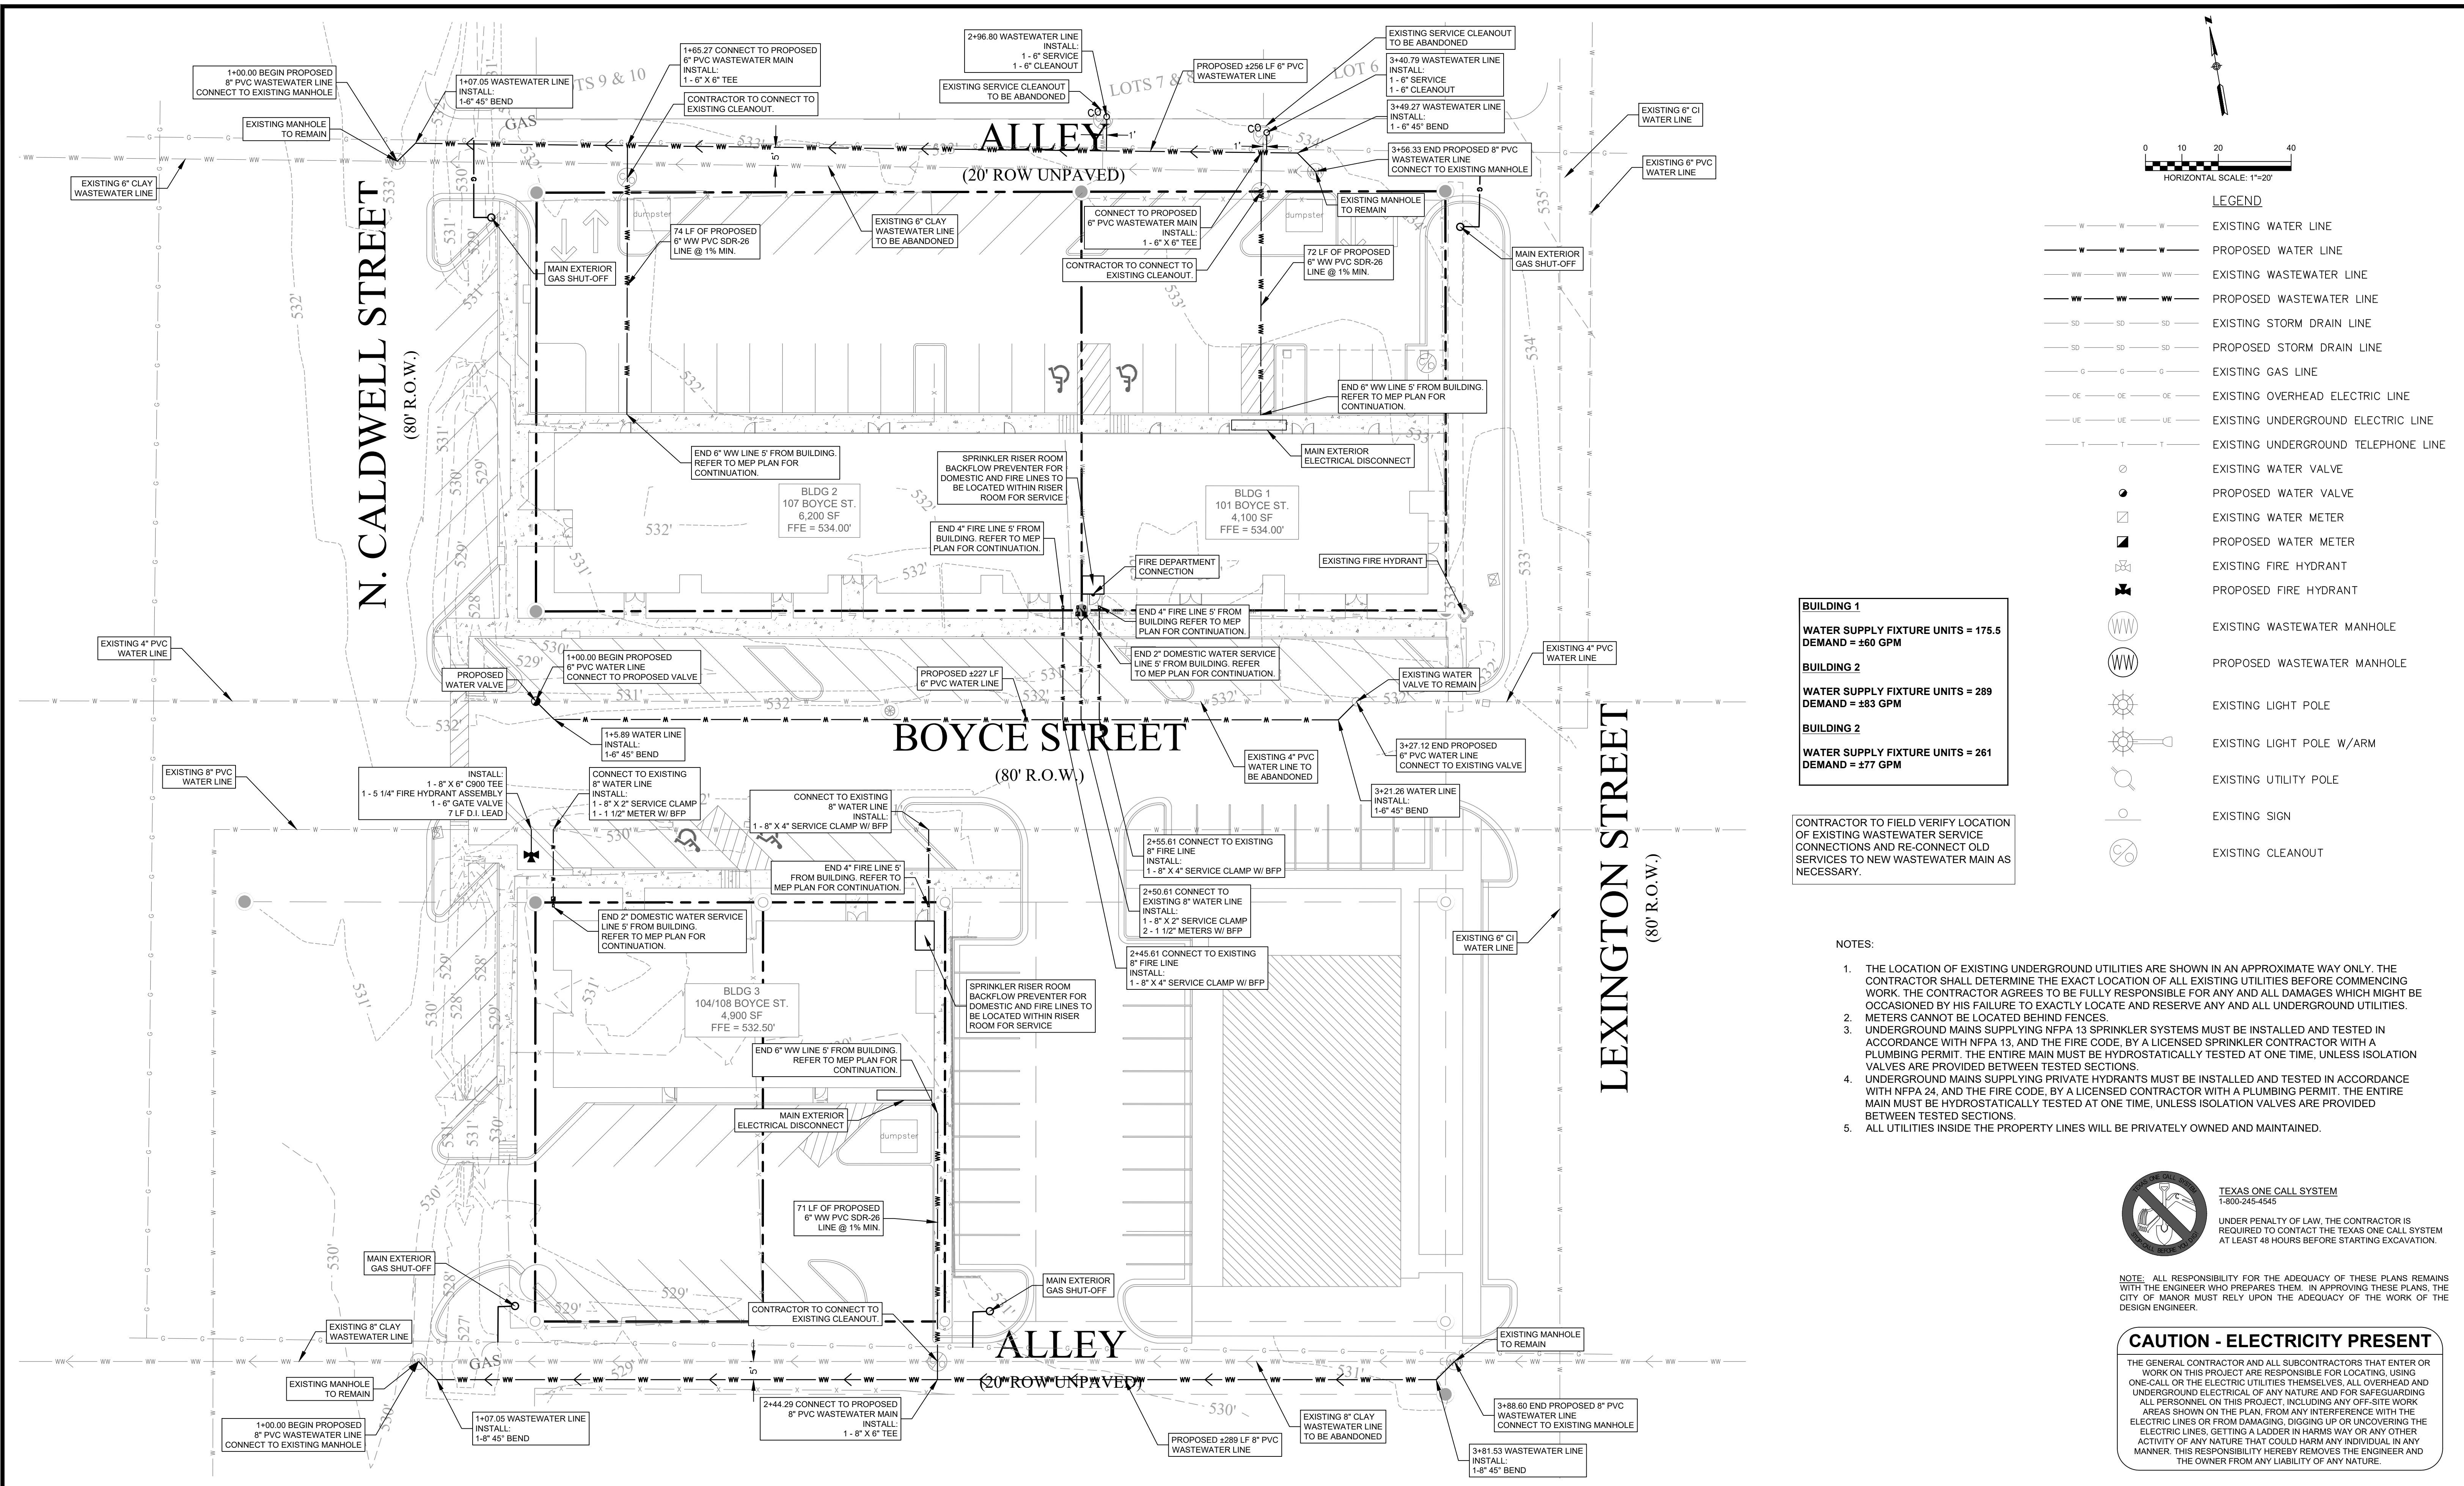 1+00.00 BEGIN PROPOSED
8" PVC WASTEWATER LINE
CONNECT TO EXISTING MANHOLE
1+07.05 WASTEWATER LINE
INSTALL:
1-6" 45° BEND
1+65.27 CONNECT TO PROPOSED
6" PVC WASTEWATER MAIN
INSTALL:
1 - 6" X 6" TEE
CONTRACTOR TO CONNECT TO
EXISTING CLEANOUT.
2+96.80 WASTEWATER LINE
INSTALL:
1 - 6" SERVICE
1 - 6" CLEANOUT
EXISTING SERVICE CLEANOUT
TO BE ABANDONED
PROPOSED ±256 LF 6" PVC
WASTEWATER LINE
EXISTING SERVICE CLEANOUT
TO BE ABANDONED
3+40.79 WASTEWATER LINE
INSTALL:
1 - 6" SERVICE
1 - 6" CLEANOUT
3+49.27 WASTEWATER LINE
INSTALL:
1 - 6" 45° BEND
3+56.33 END PROPOSED 8" PVC
WASTEWATER LINE
CONNECT TO EXISTING MANHOLE
EXISTING 6" CI
WATER LINE
EXISTING 6" PVC
WATER LINE
EXISTING MANHOLE
TO REMAIN
EXISTING 6" CLAY
WASTEWATER LINE
LOTS 7 & 8
LOT 6
GAS
ALLEY
(20' ROW UNPAVED)
CO
CO
1'
1'
5'
dumpster
dumpster
MAIN EXTERIOR
GAS SHUT-OFF
74 LF OF PROPOSED
6" WW PVC SDR-26
LINE @ 1% MIN.
EXISTING 6" CLAY
WASTEWATER LINE
TO BE ABANDONED
CONNECT TO PROPOSED
6" PVC WASTEWATER MAIN
INSTALL:
1 - 6" X 6" TEE
CONTRACTOR TO CONNECT TO
EXISTING CLEANOUT.
EXISTING MANHOLE
TO REMAIN
72 LF OF PROPOSED
6" WW PVC SDR-26
LINE @ 1% MIN.
MAIN EXTERIOR
GAS SHUT-OFF
N. CALDWELL STREET
(80' R.O.W.)
END 6" WW LINE 5' FROM BUILDING.
REFER TO MEP PLAN FOR
CONTINUATION.
END 6" WW LINE 5' FROM BUILDING.
REFER TO MEP PLAN FOR
CONTINUATION.
MAIN EXTERIOR
ELECTRICAL DISCONNECT
SPRINKLER RISER ROOM
BACKFLOW PREVENTER FOR
DOMESTIC AND FIRE LINES TO
BE LOCATED WITHIN RISER
ROOM FOR SERVICE
BLDG 2
107 BOYCE ST.
6,200 SF
FFE = 534.00'
BLDG 1
101 BOYCE ST.
4,100 SF
FFE = 534.00'
END 4" FIRE LINE 5' FROM
BUILDING. REFER TO MEP
PLAN FOR CONTINUATION.
FIRE DEPARTMENT
CONNECTION
EXISTING FIRE HYDRANT
END 4" FIRE LINE 5' FROM
BUILDING REFER TO MEP
PLAN FOR CONTINUATION.
END 2" DOMESTIC WATER SERVICE
LINE 5' FROM BUILDING. REFER
TO MEP PLAN FOR CONTINUATION.
EXISTING 4" PVC
WATER LINE
PROPOSED
WATER VALVE
1+00.00 BEGIN PROPOSED
6" PVC WATER LINE
CONNECT TO PROPOSED VALVE
PROPOSED ±227 LF
6" PVC WATER LINE
EXISTING WATER
VALVE TO REMAIN
EXISTING 4" PVC
WATER LINE
1+5.89 WATER LINE
INSTALL:
1-6" 45° BEND
BOYCE STREET
(80' R.O.W.)
EXISTING 4" PVC
WATER LINE TO
BE ABANDONED
3+27.12 END PROPOSED
6" PVC WATER LINE
CONNECT TO EXISTING VALVE
3+21.26 WATER LINE
INSTALL:
1-6" 45° BEND
EXISTING 8" PVC
WATER LINE
INSTALL:
1 - 8" X 6" C900 TEE
1 - 5 1/4" FIRE HYDRANT ASSEMBLY
1 - 6" GATE VALVE
7 LF D.I. LEAD
CONNECT TO EXISTING
8" WATER LINE
INSTALL:
1 - 8" X 2" SERVICE CLAMP
1 - 1 1/2" METER W/ BFP
CONNECT TO EXISTING
8" WATER LINE
INSTALL:
1 - 8" X 4" SERVICE CLAMP W/ BFP
2+55.61 CONNECT TO EXISTING
8" FIRE LINE
INSTALL:
1 - 8" X 4" SERVICE CLAMP W/ BFP
2+50.61 CONNECT TO
EXISTING 8" WATER LINE
INSTALL:
1 - 8" X 2" SERVICE CLAMP
2 - 1 1/2" METERS W/ BFP
2+45.61 CONNECT TO EXISTING
8" FIRE LINE
INSTALL:
1 - 8" X 4" SERVICE CLAMP W/ BFP
END 4" FIRE LINE 5'
FROM BUILDING. REFER TO
MEP PLAN FOR CONTINUATION.
END 2" DOMESTIC WATER SERVICE
LINE 5' FROM BUILDING.
REFER TO MEP PLAN FOR
CONTINUATION.
LEXINGTON STREET
(80' R.O.W.)
EXISTING 6" CI
WATER LINE
BLDG 3
104/108 BOYCE ST.
4,900 SF
FFE = 532.50'
SPRINKLER RISER ROOM
BACKFLOW PREVENTER FOR
DOMESTIC AND FIRE LINES TO
BE LOCATED WITHIN RISER
ROOM FOR SERVICE
END 6" WW LINE 5' FROM BUILDING.
REFER TO MEP PLAN FOR
CONTINUATION.
MAIN EXTERIOR
ELECTRICAL DISCONNECT
dumpster
71 LF OF PROPOSED
6" WW PVC SDR-26
LINE @ 1% MIN.
MAIN EXTERIOR
GAS SHUT-OFF
MAIN EXTERIOR
GAS SHUT-OFF
CONTRACTOR TO CONNECT TO
EXISTING CLEANOUT.
EXISTING 8" CLAY
WASTEWATER LINE
GAS
ALLEY
(20' ROW UNPAVED)
5'
EXISTING MANHOLE
TO REMAIN
EXISTING MANHOLE
TO REMAIN
1+00.00 BEGIN PROPOSED
8" PVC WASTEWATER LINE
CONNECT TO EXISTING MANHOLE
1+07.05 WASTEWATER LINE
INSTALL:
1-8" 45° BEND
2+44.29 CONNECT TO PROPOSED
8" PVC WASTEWATER MAIN
INSTALL:
1 - 8" X 6" TEE
PROPOSED ±289 LF 8" PVC
WASTEWATER LINE
EXISTING 8" CLAY
WASTEWATER LINE
TO BE ABANDONED
3+88.60 END PROPOSED 8" PVC
WASTEWATER LINE
CONNECT TO EXISTING MANHOLE
3+81.53 WASTEWATER LINE
INSTALL:
1-8" 45° BEND
N
0 10 20 40
HORIZONTAL SCALE: 1"=20'
LEGEND
EXISTING WATER LINE
PROPOSED WATER LINE
EXISTING WASTEWATER LINE
PROPOSED WASTEWATER LINE
EXISTING STORM DRAIN LINE
PROPOSED STORM DRAIN LINE
EXISTING GAS LINE
EXISTING OVERHEAD ELECTRIC LINE
EXISTING UNDERGROUND ELECTRIC LINE
EXISTING UNDERGROUND TELEPHONE LINE
EXISTING WATER VALVE
PROPOSED WATER VALVE
EXISTING WATER METER
PROPOSED WATER METER
EXISTING FIRE HYDRANT
PROPOSED FIRE HYDRANT
EXISTING WASTEWATER MANHOLE
PROPOSED WASTEWATER MANHOLE
EXISTING LIGHT POLE
EXISTING LIGHT POLE W/ARM
EXISTING UTILITY POLE
EXISTING SIGN
EXISTING CLEANOUT
BUILDING 1
WATER SUPPLY FIXTURE UNITS = 175.5
DEMAND = ±60 GPM
BUILDING 2
WATER SUPPLY FIXTURE UNITS = 289
DEMAND = ±83 GPM
BUILDING 2
WATER SUPPLY FIXTURE UNITS = 261
DEMAND = ±77 GPM
CONTRACTOR TO FIELD VERIFY LOCATION
OF EXISTING WASTEWATER SERVICE
CONNECTIONS AND RE-CONNECT OLD
SERVICES TO NEW WASTEWATER MAIN AS
NECESSARY.
NOTES:
1. THE LOCATION OF EXISTING UNDERGROUND UTILITIES ARE SHOWN IN AN APPROXIMATE WAY ONLY. THE
CONTRACTOR SHALL DETERMINE THE EXACT LOCATION OF ALL EXISTING UTILITIES BEFORE COMMENCING
WORK. THE CONTRACTOR AGREES TO BE FULLY RESPONSIBLE FOR ANY AND ALL DAMAGES WHICH MIGHT BE
OCCASIONED BY HIS FAILURE TO EXACTLY LOCATE AND RESERVE ANY AND ALL UNDERGROUND UTILITIES.
2. METERS CANNOT BE LOCATED BEHIND FENCES.
3. UNDERGROUND MAINS SUPPLYING NFPA 13 SPRINKLER SYSTEMS MUST BE INSTALLED AND TESTED IN
ACCORDANCE WITH NFPA 13, AND THE FIRE CODE, BY A LICENSED SPRINKLER CONTRACTOR WITH A
PLUMBING PERMIT. THE ENTIRE MAIN MUST BE HYDROSTATICALLY TESTED AT ONE TIME, UNLESS ISOLATION
VALVES ARE PROVIDED BETWEEN TESTED SECTIONS.
4. UNDERGROUND MAINS SUPPLYING PRIVATE HYDRANTS MUST BE INSTALLED AND TESTED IN ACCORDANCE
WITH NFPA 24, AND THE FIRE CODE, BY A LICENSED CONTRACTOR WITH A PLUMBING PERMIT. THE ENTIRE
MAIN MUST BE HYDROSTATICALLY TESTED AT ONE TIME, UNLESS ISOLATION VALVES ARE PROVIDED
BETWEEN TESTED SECTIONS.
5. ALL UTILITIES INSIDE THE PROPERTY LINES WILL BE PRIVATELY OWNED AND MAINTAINED.
TEXAS ONE CALL SYSTEM
1-800-245-4545
UNDER PENALTY OF LAW, THE CONTRACTOR IS
REQUIRED TO CONTACT THE TEXAS ONE CALL SYSTEM
AT LEAST 48 HOURS BEFORE STARTING EXCAVATION.
NOTE: ALL RESPONSIBILITY FOR THE ADEQUACY OF THESE PLANS REMAINS
WITH THE ENGINEER WHO PREPARES THEM. IN APPROVING THESE PLANS, THE
CITY OF MANOR MUST RELY UPON THE ADEQUACY OF THE WORK OF THE
DESIGN ENGINEER.
CAUTION - ELECTRICITY PRESENT
THE GENERAL CONTRACTOR AND ALL SUBCONTRACTORS THAT ENTER OR
WORK ON THIS PROJECT ARE RESPONSIBLE FOR LOCATING, USING
ONE-CALL OR THE ELECTRIC UTILITIES THEMSELVES, ALL OVERHEAD AND
UNDERGROUND ELECTRICAL OF ANY NATURE AND FOR SAFEGUARDING
ALL PERSONNEL ON THIS PROJECT, INCLUDING ANY OFF-SITE WORK
AREAS SHOWN ON THE PLAN, FROM ANY INTERFERENCE WITH THE
ELECTRIC LINES OR FROM DAMAGING, DIGGING UP OR UNCOVERING THE
ELECTRIC LINES, GETTING A LADDER IN HARMS WAY OR ANY OTHER
ACTIVITY OF ANY NATURE THAT COULD HARM ANY INDIVIDUAL IN ANY
MANNER. THIS RESPONSIBILITY HEREBY REMOVES THE ENGINEER AND
THE OWNER FROM ANY LIABILITY OF ANY NATURE.